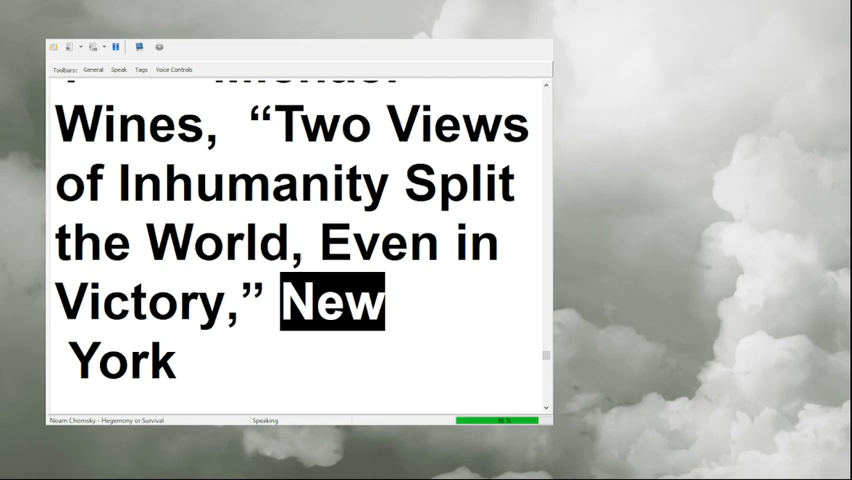 Toolbars: General Speak Tags Voice Controls
Wines, “Two Views
of Inhumanity Split
the World, Even in
Victory,” New
York
Noam Chomsky - Hegemony or Survival Speaking